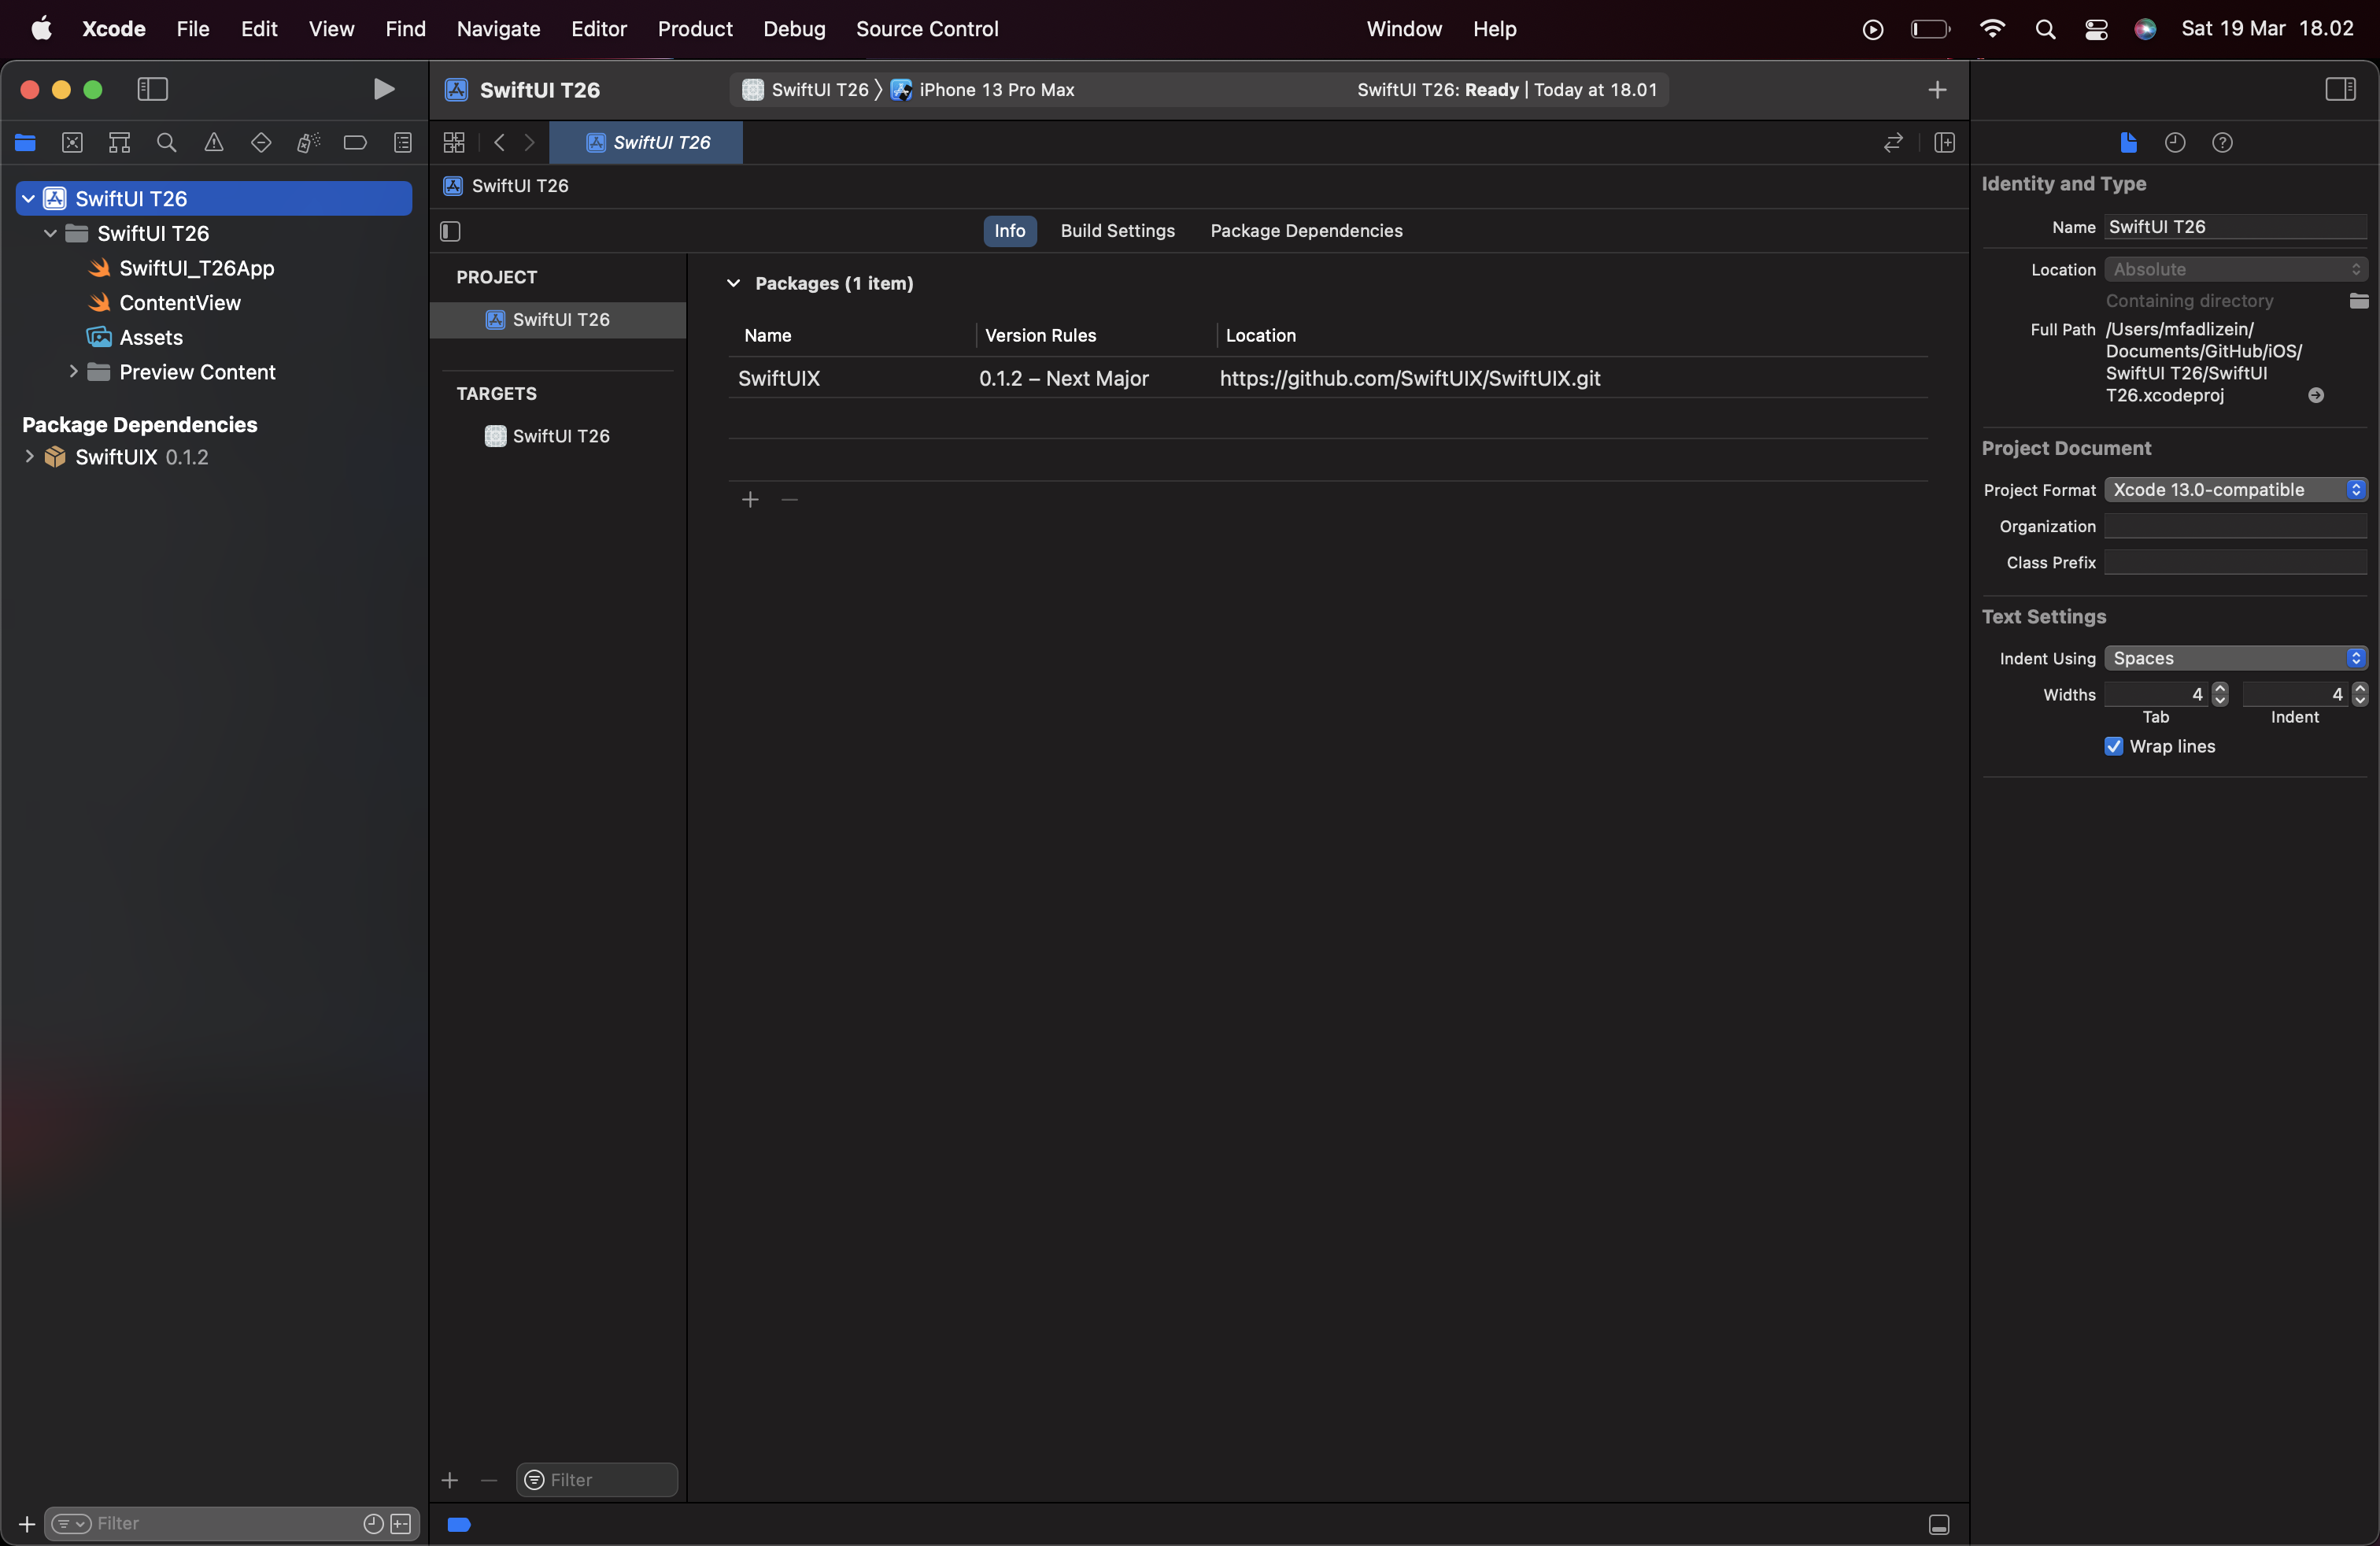 Xcode File Edit View Find Navigate Editor Product Debug Source Control Window Help Sat 19 Mar 18.02
SwiftUI T26 SwiftUI T26 iPhone 13 Pro Max SwiftUI T26: Ready | Today at 18.01
SwiftUI T26
SwiftUI T26
SwiftUI T26
SwiftUI T26
SwiftUI_T26App
ContentView
Assets
Preview Content
Package Dependencies
SwiftUIX 0.1.2
Filter
Info Build Settings Package Dependencies
PROJECT
SwiftUI T26
TARGETS
SwiftUI T26
Filter
Packages (1 item)
Name Version Rules Location
SwiftUIX 0.1.2 – Next Major https://github.com/SwiftUIX/SwiftUIX.git
Identity and Type
Name SwiftUI T26
Location Absolute
Containing directory
Full Path /Users/mfadlizein/
Documents/GitHub/iOS/
SwiftUI T26/SwiftUI
T26.xcodeproj
Project Document
Project Format Xcode 13.0-compatible
Organization
Class Prefix
Text Settings
Indent Using Spaces
Widths 4 4
Tab Indent
Wrap lines